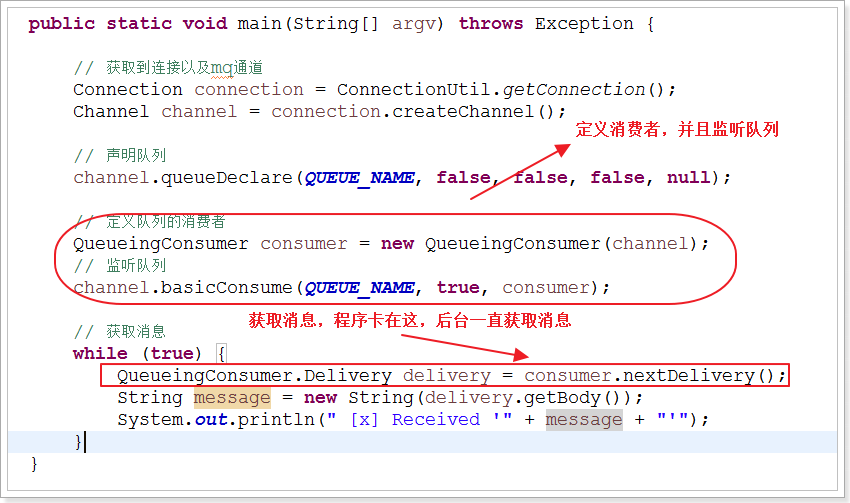 public static void main(String[] argv) throws Exception {
// 获取到连接以及mq通道
Connection connection = ConnectionUtil.getConnection();
Channel channel = connection.createChannel();
定义消费者，并且监听队列
// 声明队列
channel.queueDeclare(QUEUE_NAME, false, false, false, null);
// 定义队列的消费者
QueueingConsumer consumer = new QueueingConsumer(channel);
// 监听队列
channel.basicConsume(QUEUE_NAME, true, consumer);
获取消息，程序卡在这，后台一直获取消息
// 获取消息
while (true) {
QueueingConsumer.Delivery delivery = consumer.nextDelivery();
String message = new String(delivery.getBody());
System.out.println(" [x] Received '" + message + "'");
}
}